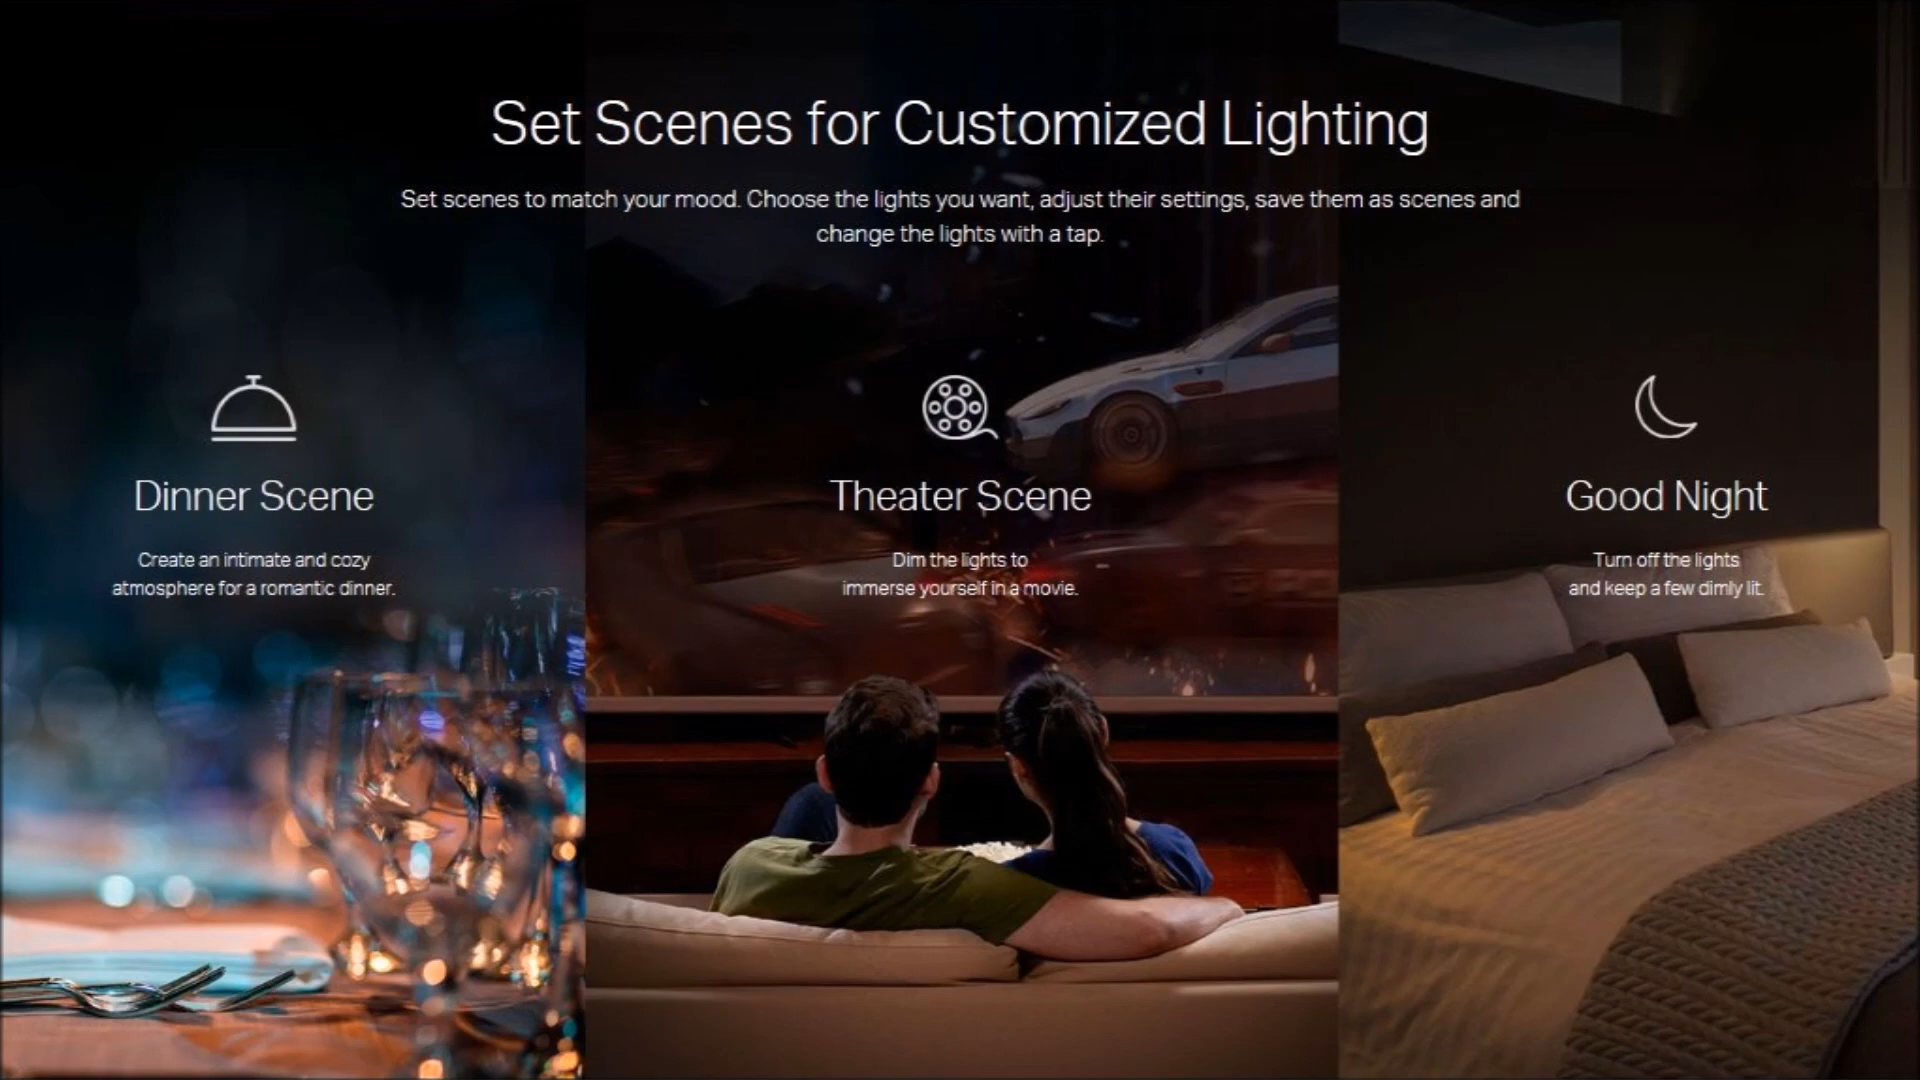 Set Scenes for Customized Lighting
Set scenes to match your mood. Choose the lights you want, adjust their settings, save them as scenes and
change the lights with a tap.
Dinner Scene
Create an intimate and cozy
atmosphere for a romantic dinner.
Theater Scene
Dim the lights to
immerse yourself in a movie.
Good Night
Turn off the lights
and keep a few dimly lit.